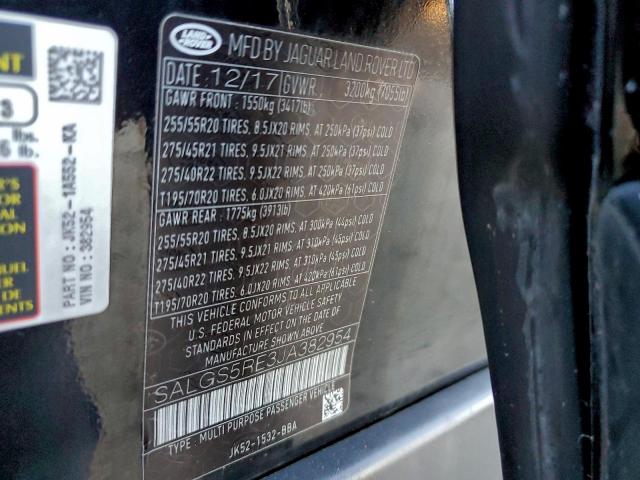 LAND ROVER
MFD BY JAGUAR LAND ROVER LTD
DATE 12/17 GVWR 3200kg (7055lb)
GAWR FRONT : 1550kg (3417lb)
255/55R20 TIRES, 8.5JX20 RIMS, AT 250kPa (37psi) COLD
275/45R21 TIRES, 9.5JX21 RIMS, AT 250kPa (37psi) COLD
275/40R22 TIRES, 9.5JX22 RIMS, AT 250kPa (37psi) COLD
T195/70R20 TIRES, 6.0JX20 RIMS, AT 420kPa (61psi) COLD
GAWR REAR : 1775kg (3913lb)
255/55R20 TIRES, 8.5JX20 RIMS, AT 300kPa (44psi) COLD
275/45R21 TIRES, 9.5JX21 RIMS, AT 310kPa (45psi) COLD
275/40R22 TIRES, 9.5JX22 RIMS, AT 310kPa (45psi) COLD
T195/70R20 TIRES, 6.0JX20 RIMS, AT 420kPa (61psi) COLD
THIS VEHICLE CONFORMS TO ALL APPLICABLE
U.S. FEDERAL MOTOR VEHICLE SAFETY
STANDARDS IN EFFECT ON THE DATE OF
MANUFACTURE SHOWN ABOVE
SALGS5RE3JA382954
TYPE : MULTI PURPOSE PASSENGER VEHICLE
JK52-1532-BBA
PART NO : JK52-1A552-KA
VIN NO : 382954
lbs.
lb.